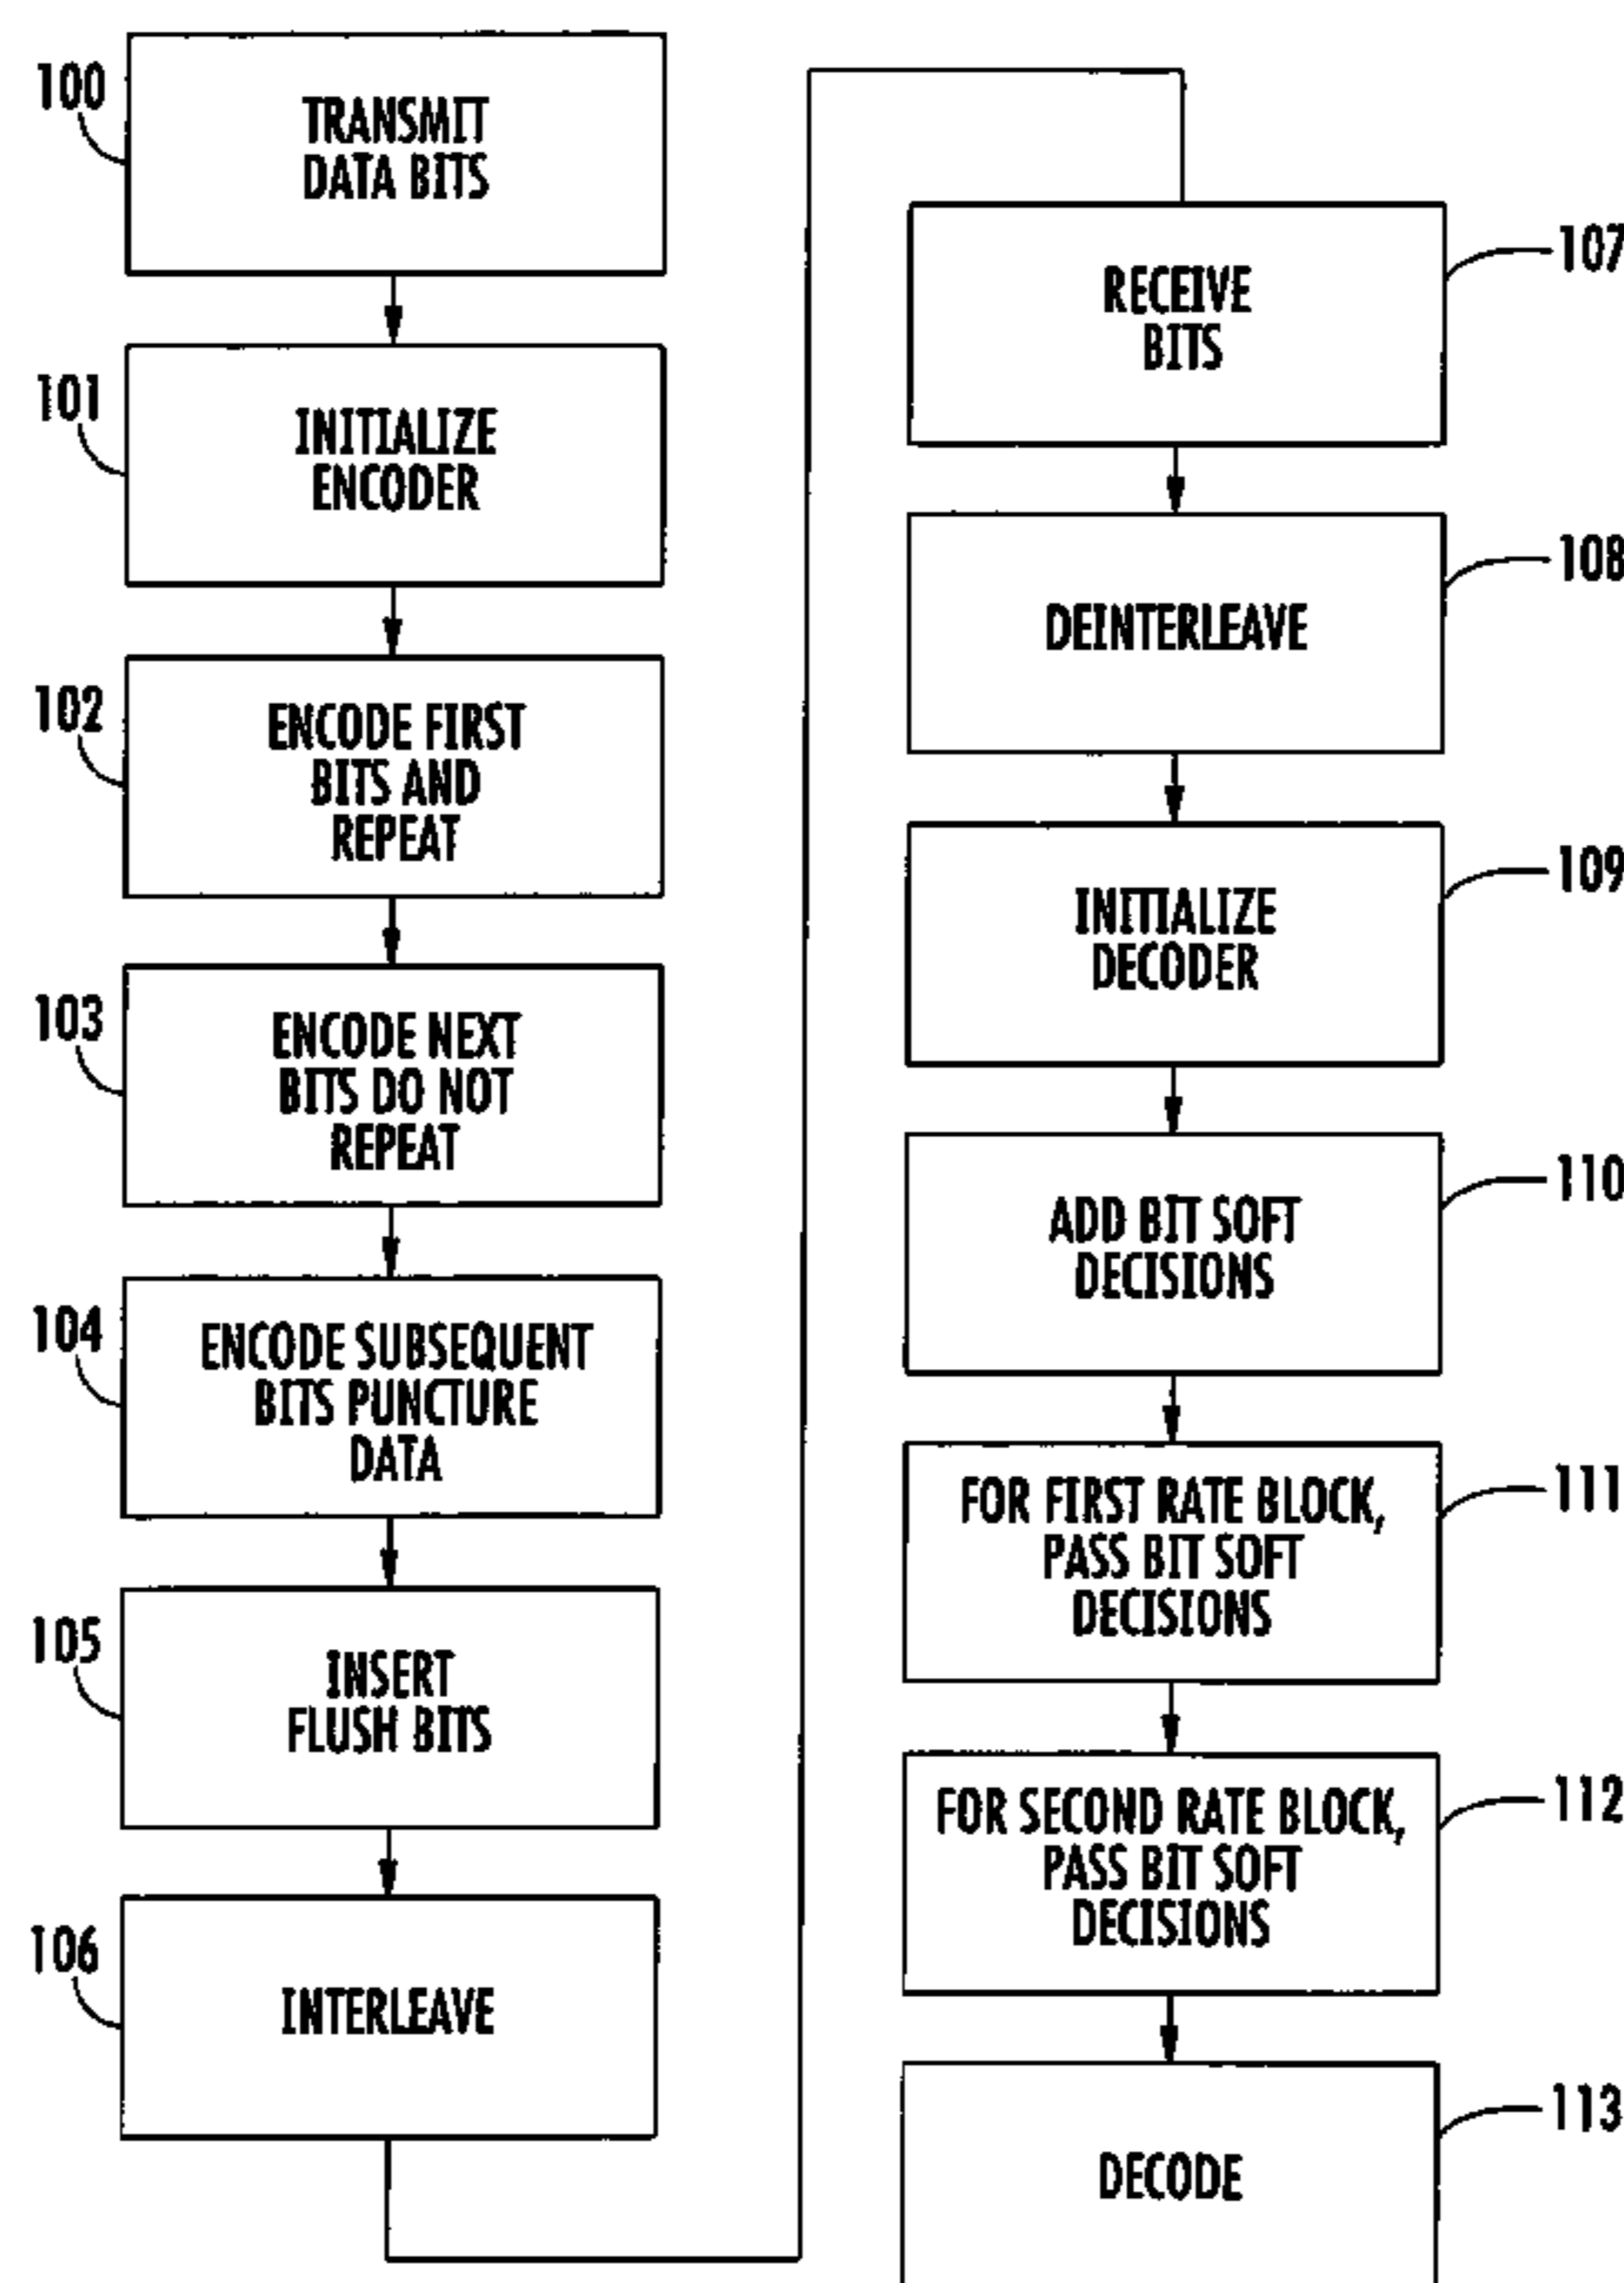 100
TRANSMIT
DATA BITS
101
INITIALIZE
ENCODER
102
ENCODE FIRST
BITS AND
REPEAT
103
ENCODE NEXT
BITS DO NOT
REPEAT
104
ENCODE SUBSEQUENT
BITS PUNCTURE
DATA
105
INSERT
FLUSH BITS
106
INTERLEAVE
107
RECEIVE
BITS
108
DEINTERLEAVE
109
INITIALIZE
DECODER
110
ADD BIT SOFT
DECISIONS
111
FOR FIRST RATE BLOCK,
PASS BIT SOFT
DECISIONS
112
FOR SECOND RATE BLOCK,
PASS BIT SOFT
DECISIONS
113
DECODE